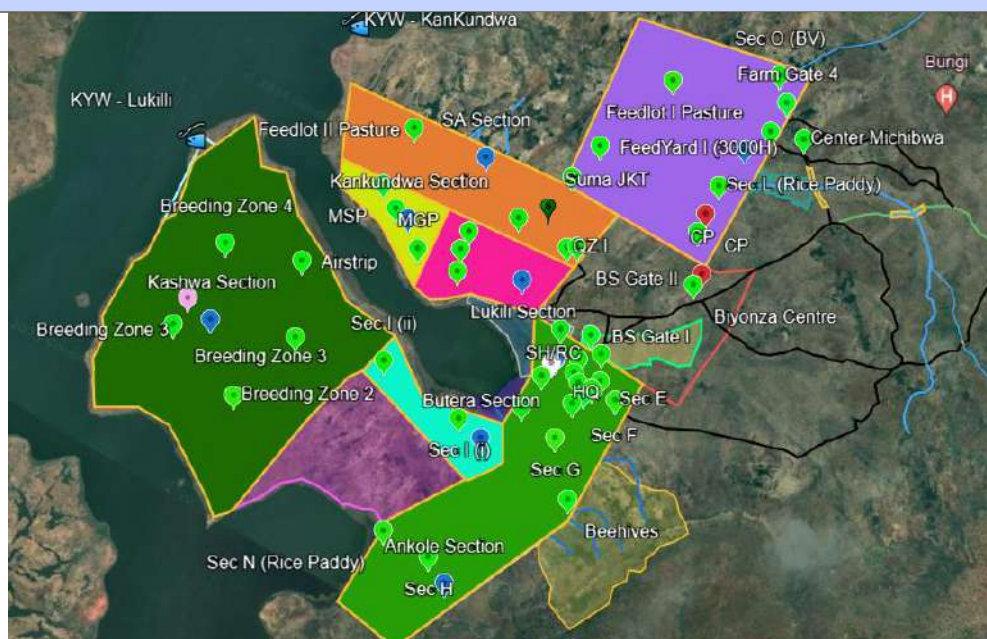 KYW - KanKundwa
Sec O (BV)
Bungi
H
Farm Gate 4
KYW - Lukilli
Feedlot I Pasture
SA Section
Feedlot II Pasture
Center Michibwa
FeedYard I (3000H)
Kankundwa Section
Suma JKT
Sec L (Rice Paddy)
Breeding Zone 4
MSP
MGP
CP
CP
QZ I
Airstrip
BS Gate II
Kashwa Section
Lukili Section
Biyonza Centre
Sec I (ii)
Breeding Zone 3
BS Gate I
Breeding Zone 3
SH/RC
HQ
Breeding Zone 2
Butera Section
Sec E
Sec F
Sec I (i)
Sec G
Beehives
Ankole Section
Sec N (Rice Paddy)
Sec H